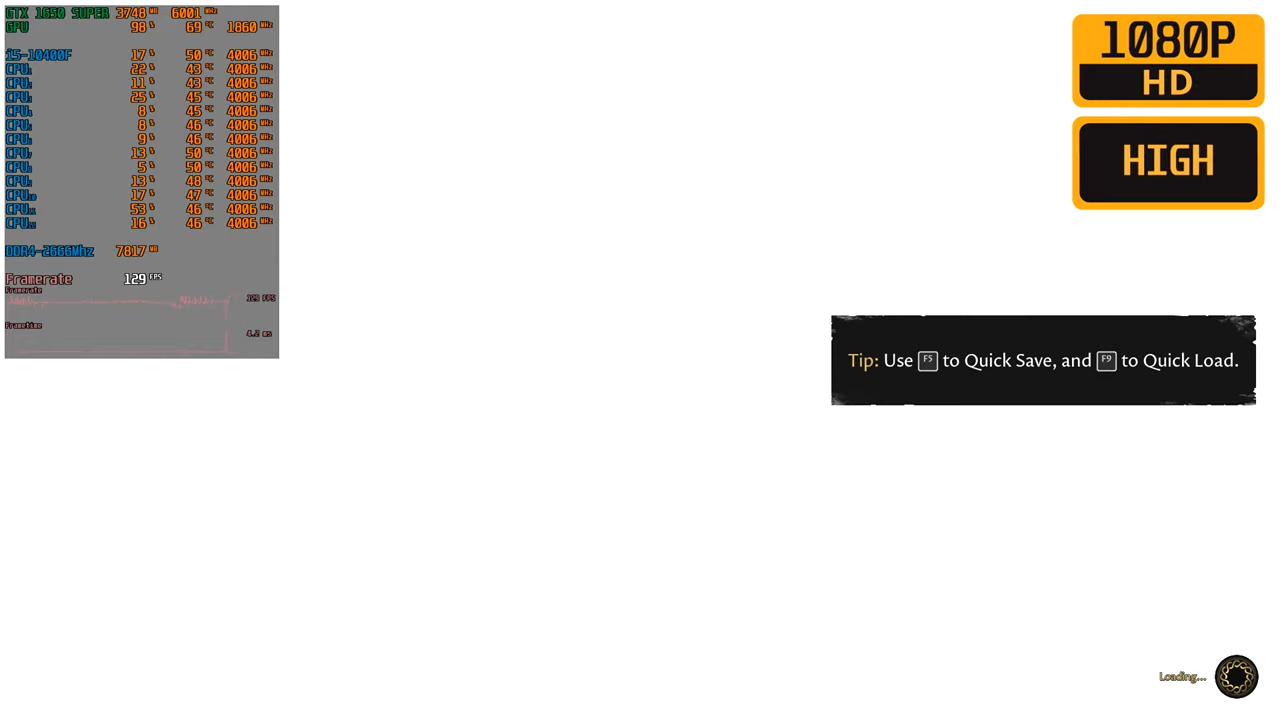 GTX 1650 SUPER 3748 MB 6001 MHz
GPU 98 % 69 °C 1860 MHz
i5-10400F 17 % 50 °C 4006 MHz
CPU1 22 % 43 °C 4006 MHz
CPU2 11 % 43 °C 4006 MHz
CPU3 25 % 45 °C 4006 MHz
CPU4 8 % 45 °C 4006 MHz
CPU5 8 % 46 °C 4006 MHz
CPU6 9 % 46 °C 4006 MHz
CPU7 13 % 50 °C 4006 MHz
CPU8 5 % 50 °C 4006 MHz
CPU9 13 % 48 °C 4006 MHz
CPU10 17 % 47 °C 4006 MHz
CPU11 53 % 46 °C 4006 MHz
CPU12 16 % 46 °C 4006 MHz
DDR4-2666Mhz 7817 MB
Framerate 129 FPS
Framerate
129 FPS
Frametime
4.2 ms
1080P
HD
HIGH
Tip: Use F5 to Quick Save, and F9 to Quick Load.
Loading...